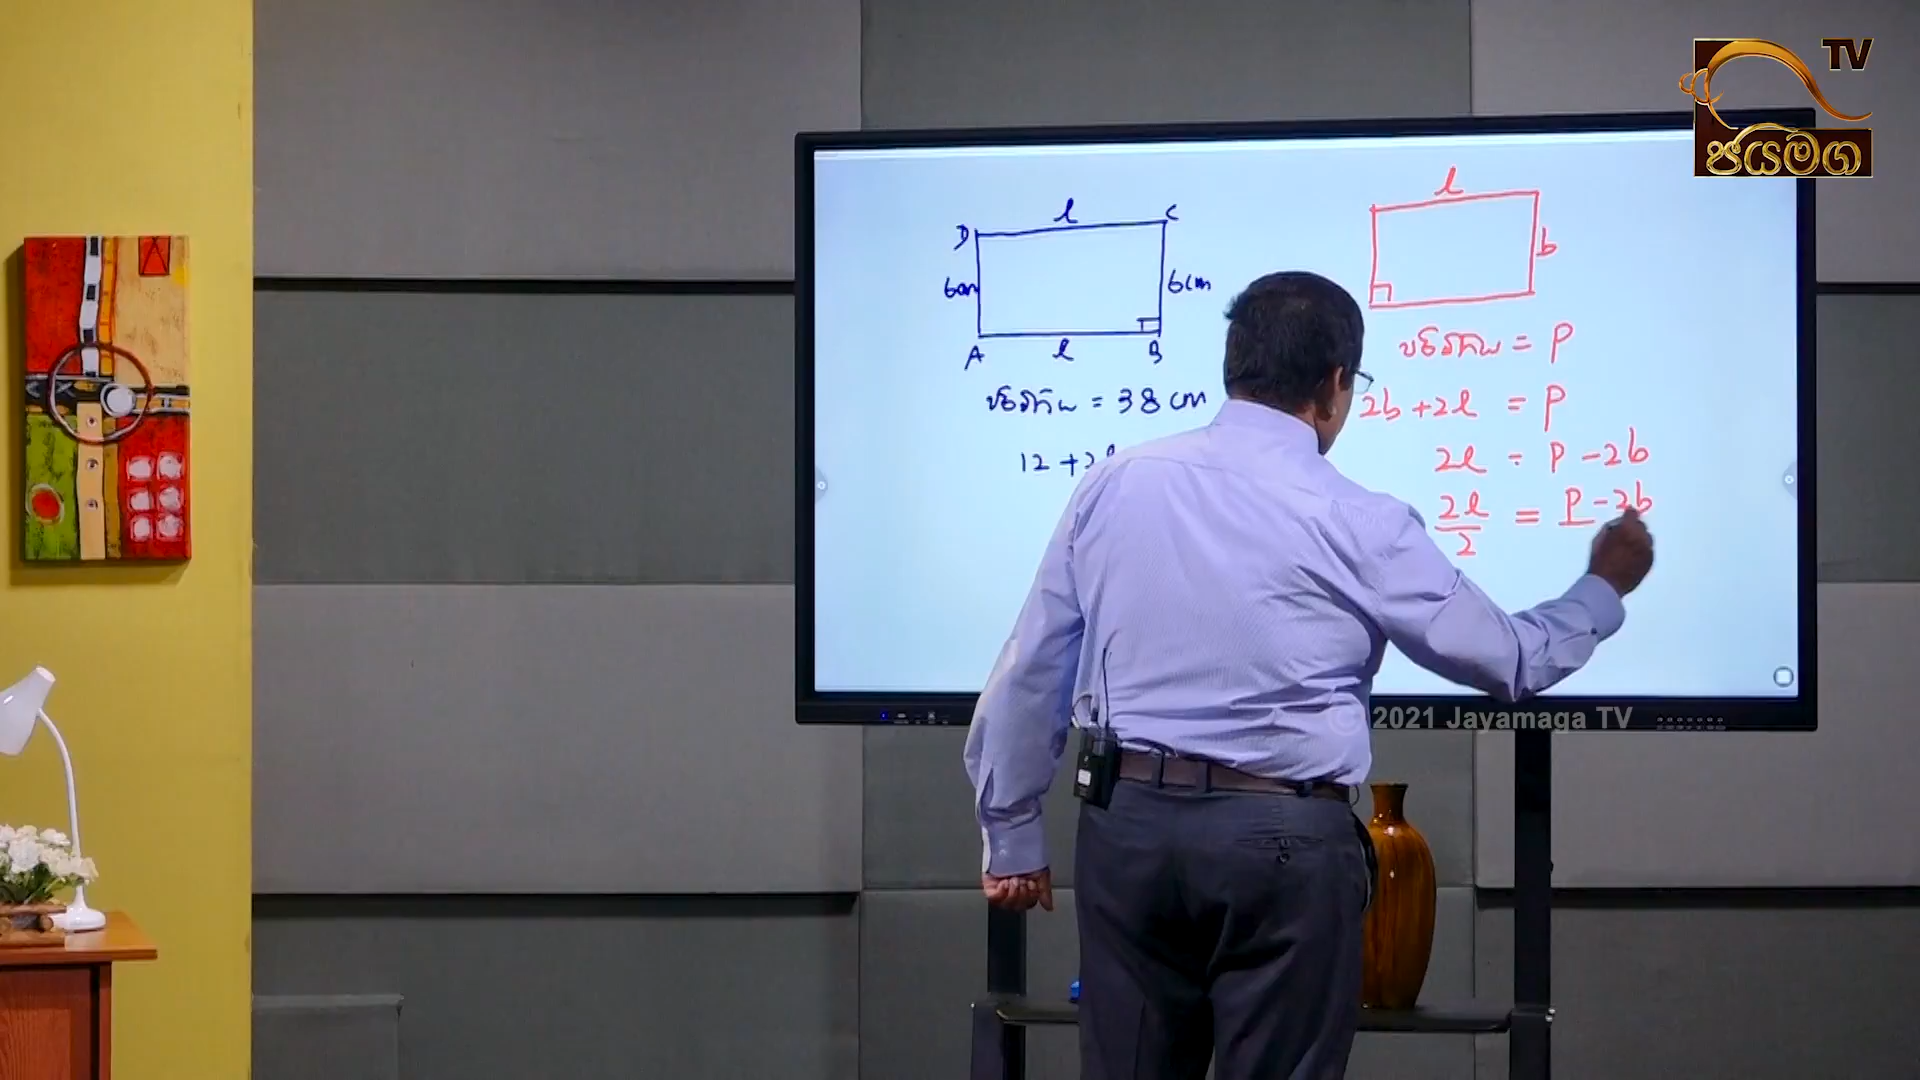 TV
ජයමග
l
D C
6cm 6cm
A l B
පරිමිතිය = 38 cm
12 + 2l
l
b
පරිමිතිය = P
2b + 2l = P
2l = P - 2b
2l/2 = P - 2b
© 2021 Jayamaga TV